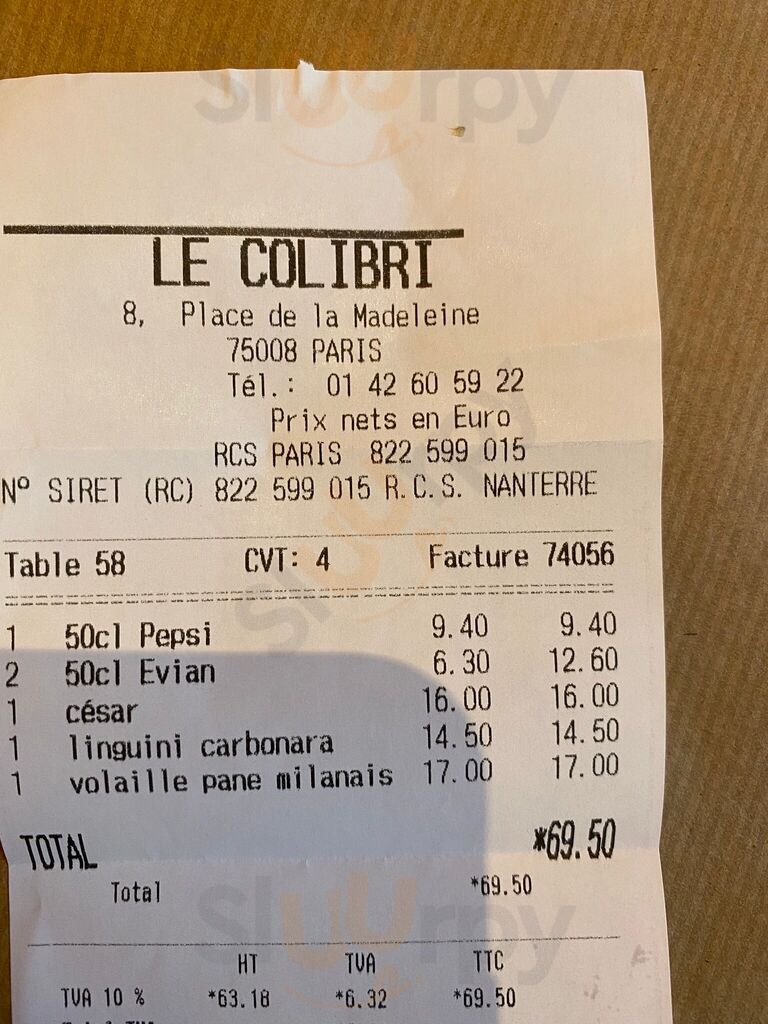 LE COLIBRI
8, Place de la Madeleine
75008 PARIS
Tél.: 01 42 60 59 22
Prix nets en Euro
RCS PARIS 822 599 015
Nº SIRET (RC) 822 599 015 R.C.S. NANTERRE
Table 58 CVT: 4 Facture 74056
1 50cl Pepsi 9.40 9.40
2 50cl Evian 6.30 12.60
1 césar 16.00 16.00
1 linguini carbonara 14.50 14.50
1 volaille pane milanais 17.00 17.00
TOTAL *69.50
Total *69.50
HT TVA TTC
TVA 10 % *63.18 *6.32 *69.50
Sluurpy
Sluurpy
Sluurpy